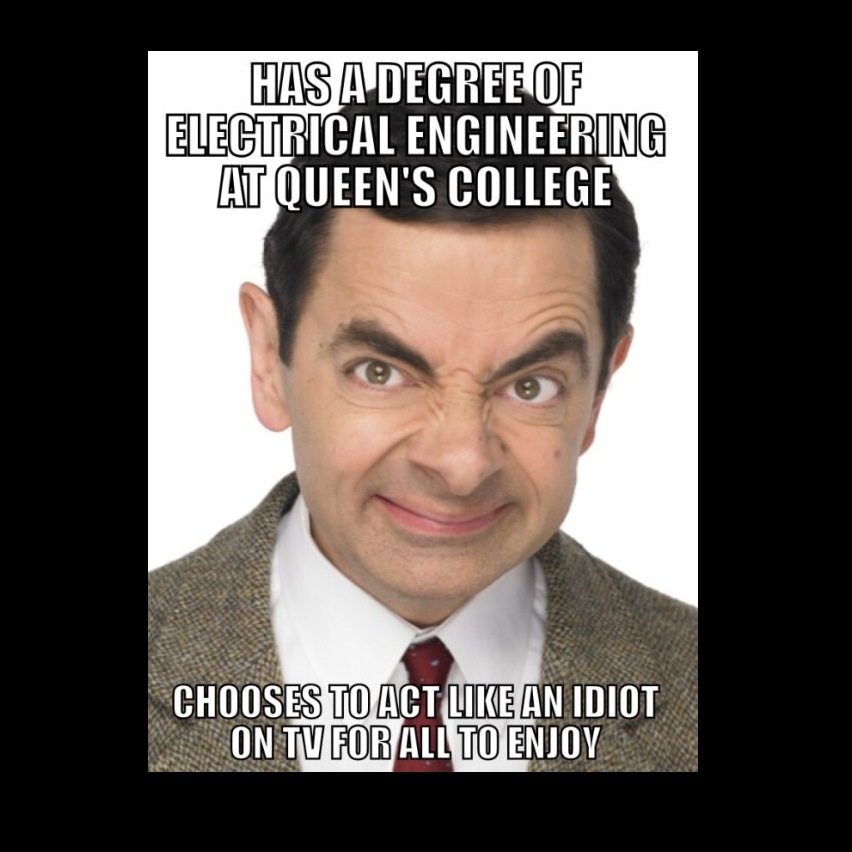 HAS A DEGREE OF
ELECTRICAL ENGINEERING
AT QUEEN'S COLLEGE
CHOOSES TO ACT LIKE AN IDIOT
ON TV FOR ALL TO ENJOY